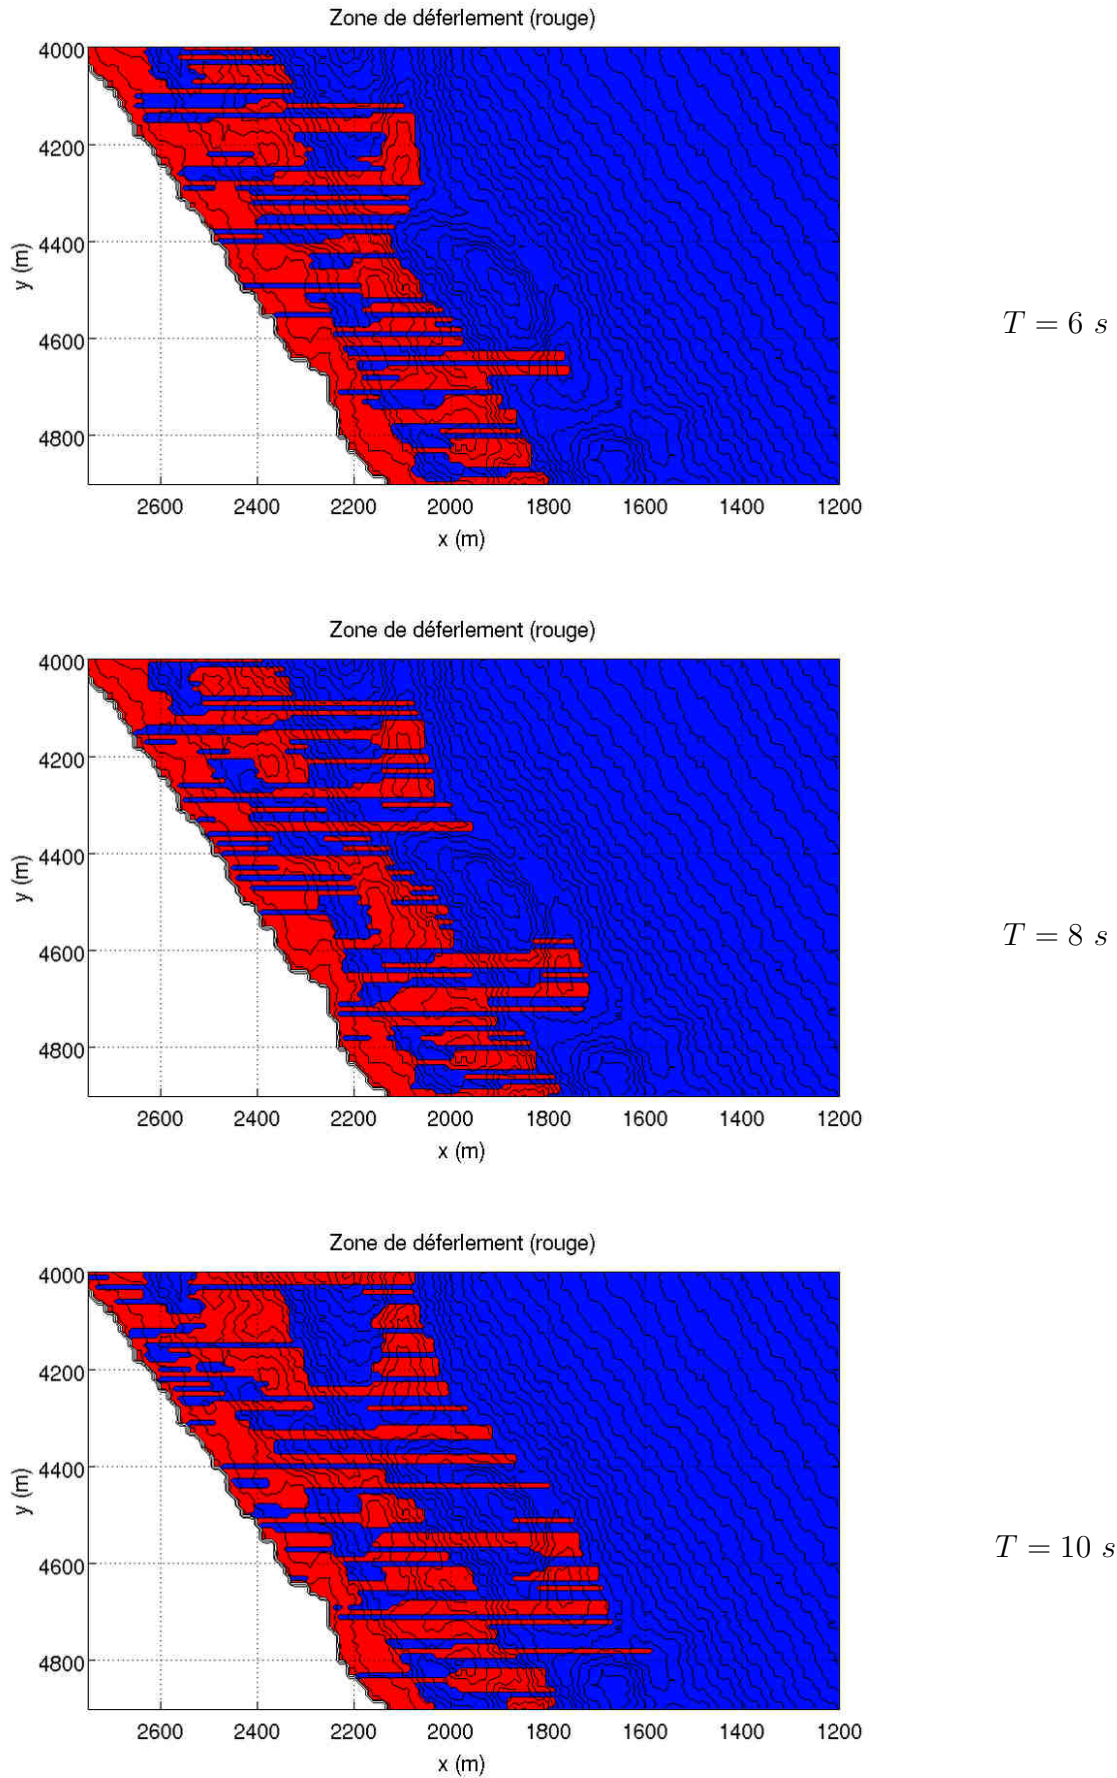 Zone de déferlement (rouge)
4000
4200
4400
4600
4800
y (m)
2600 2400 2200 2000 1800 1600 1400 1200
x (m)
T = 6 s
Zone de déferlement (rouge)
4000
4200
4400
4600
4800
y (m)
2600 2400 2200 2000 1800 1600 1400 1200
x (m)
T = 8 s
Zone de déferlement (rouge)
4000
4200
4400
4600
4800
y (m)
2600 2400 2200 2000 1800 1600 1400 1200
x (m)
T = 10 s